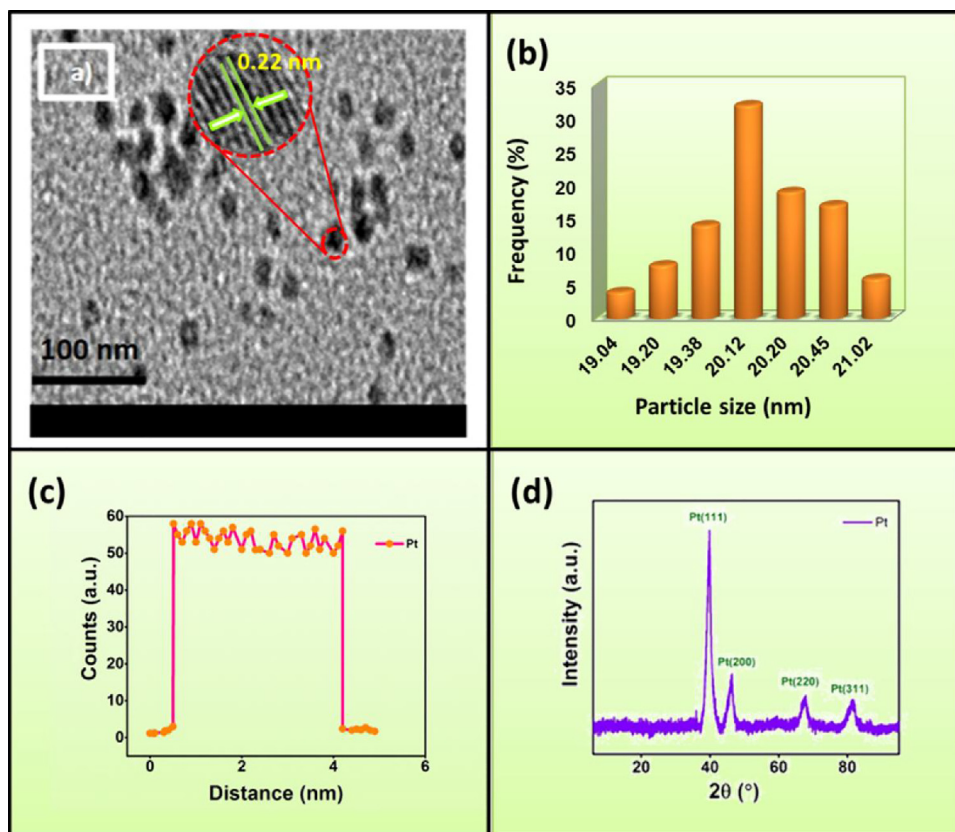 a)
0.22 nm
100 nm
(b)
Frequency (%)
35
30
25
20
15
10
5
0
19.04
19.20
19.38
20.12
20.20
20.45
21.02
Particle size (nm)
(c)
Counts (a.u.)
60
50
40
30
20
10
0
Pt
0
2
4
6
Distance (nm)
(d)
Intensity (a.u.)
Pt(111)
Pt
Pt(200)
Pt(220)
Pt(311)
20
40
60
80
2θ (°)